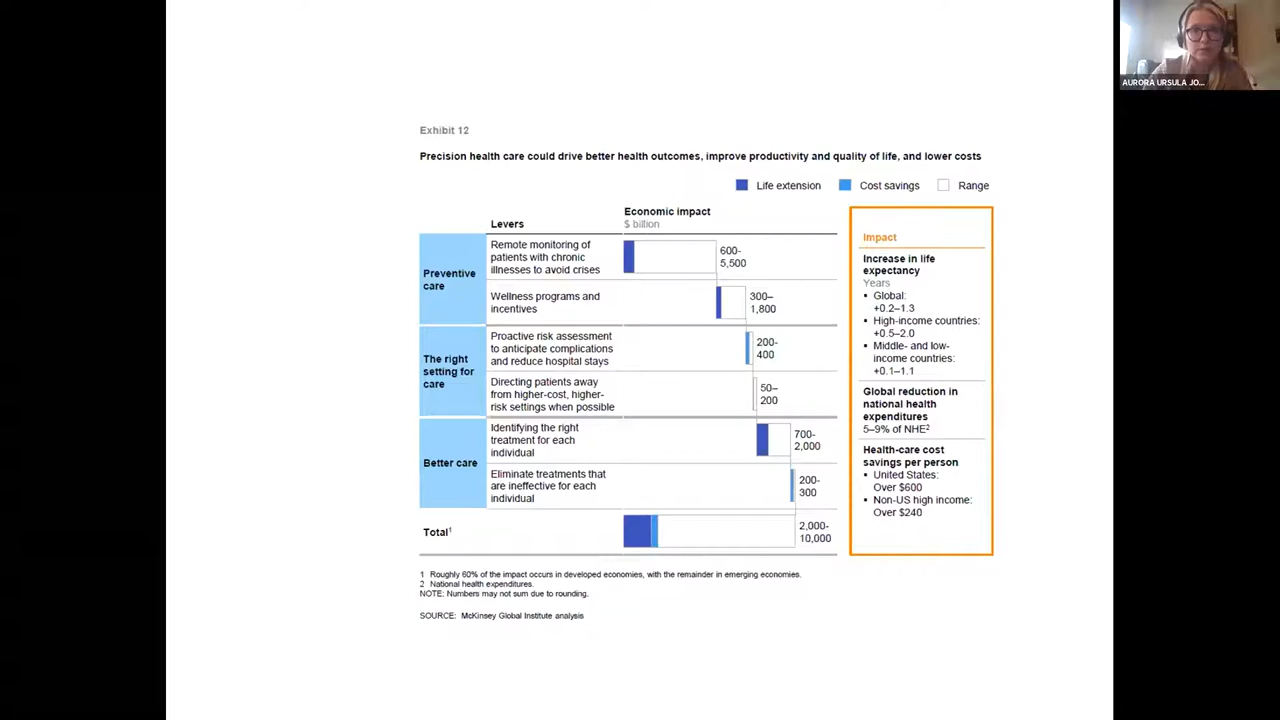 AURORA URSULA JO...
Exhibit 12
Precision health care could drive better health outcomes, improve productivity and quality of life, and lower costs
Life extension
Cost savings
Range
Levers
Economic impact
$ billion
Preventive
care
Remote monitoring of
patients with chronic
illnesses to avoid crises
600-
5,500
Wellness programs and
incentives
300–
1,800
The right
setting for
care
Proactive risk assessment
to anticipate complications
and reduce hospital stays
200-
400
Directing patients away
from higher-cost, higher-
risk settings when possible
50–
200
Better care
Identifying the right
treatment for each
individual
700-
2,000
Eliminate treatments that
are ineffective for each
individual
200-
300
Total1
2,000-
10,000
Impact
Increase in life
expectancy
Years
▪ Global:
+0.2–1.3
▪ High-income countries:
+0.5–2.0
▪ Middle- and low-
income countries:
+0.1–1.1
Global reduction in
national health
expenditures
5–9% of NHE2
Health-care cost
savings per person
▪ United States:
Over $600
▪ Non-US high income:
Over $240
1 Roughly 60% of the impact occurs in developed economies, with the remainder in emerging economies.
2 National health expenditures.
NOTE: Numbers may not sum due to rounding.
SOURCE: McKinsey Global Institute analysis